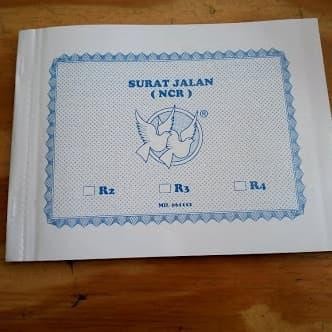 SURAT JALAN
( NCR )
®
R2 R3 R4